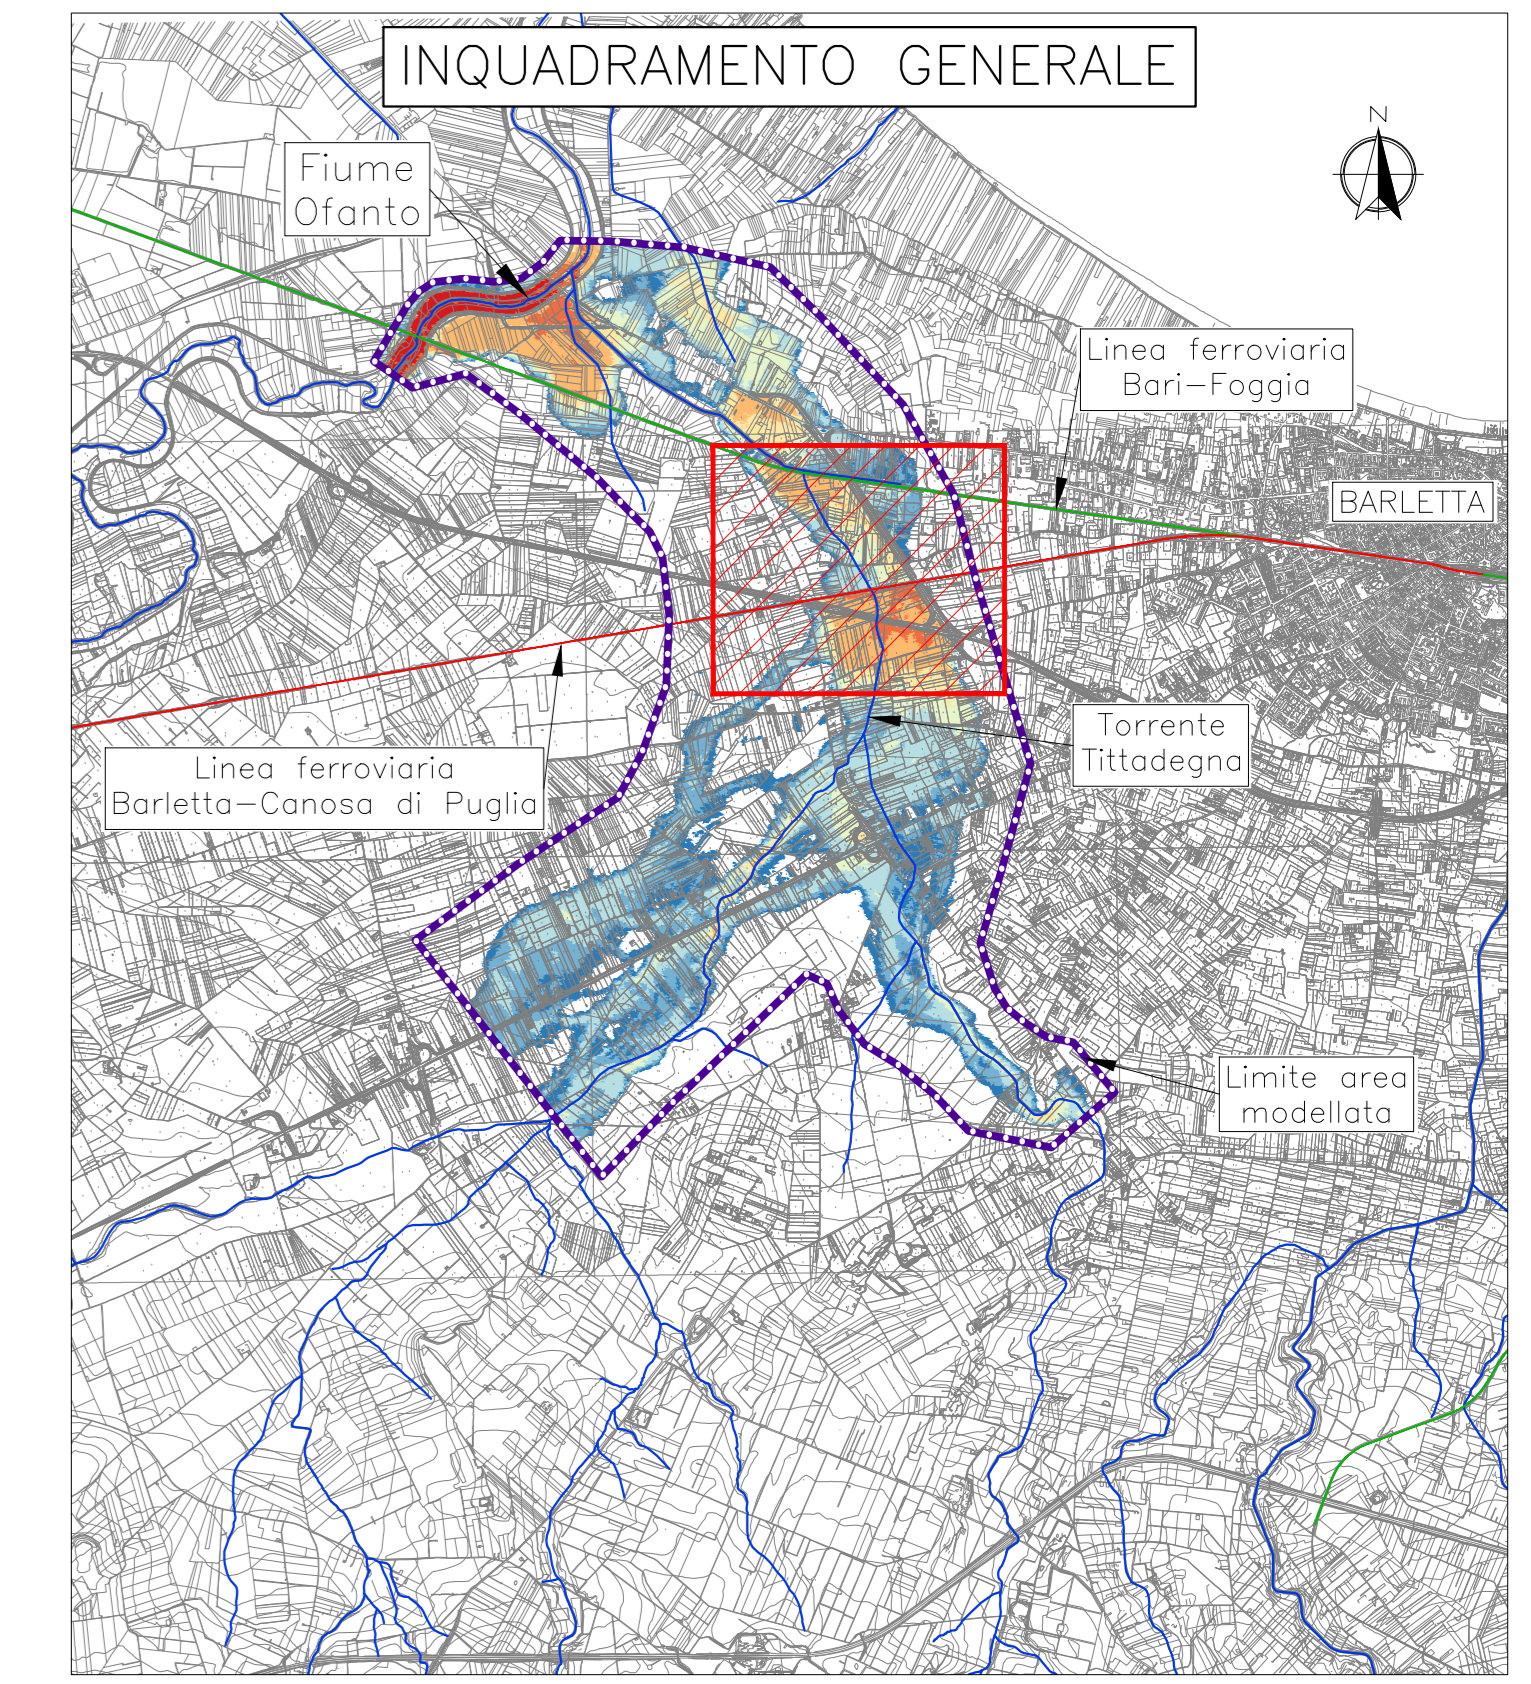 INQUADRAMENTO GENERALE
N
Fiume
Ofanto
Linea ferroviaria
Bari-Foggia
BARLETTA
Torrente
Tittadegna
Linea ferroviaria
Barletta-Canosa di Puglia
Limite area
modellata